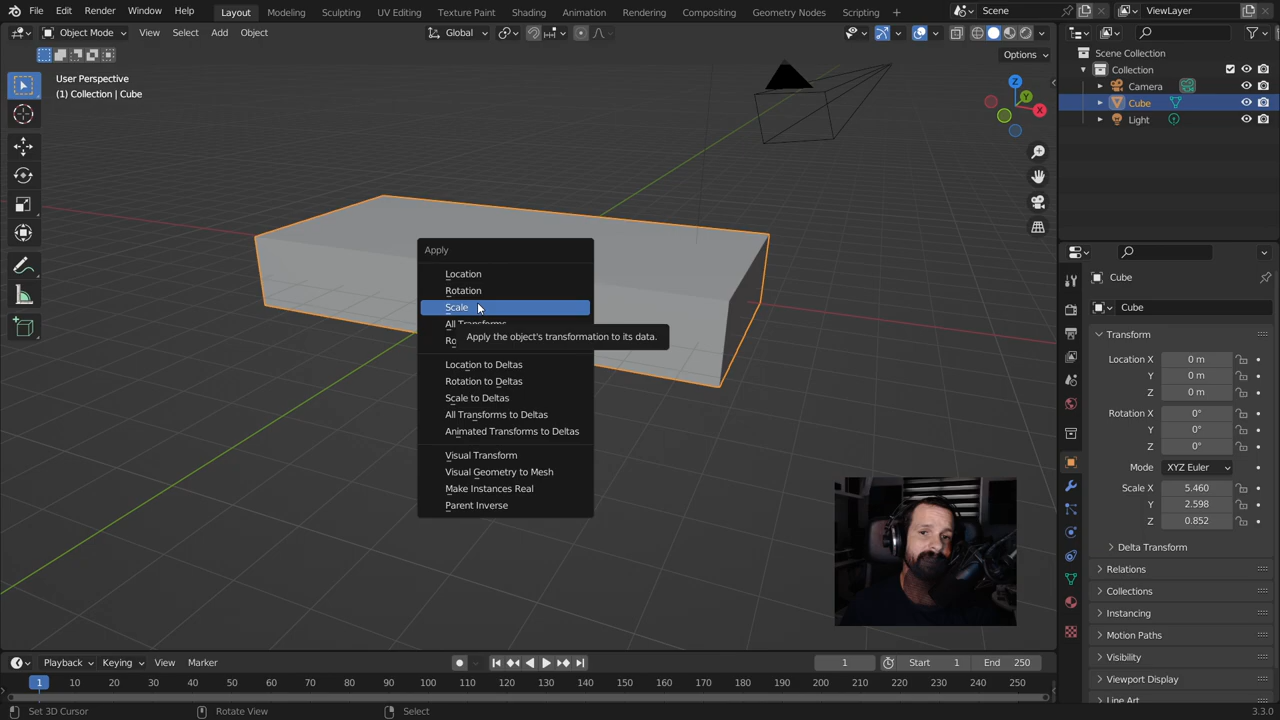 File Edit Render Window Help Layout Modeling Sculpting UV Editing Texture Paint Shading Animation Rendering Compositing Geometry Nodes Scripting + Scene ViewLayer
Object Mode View Select Add Object Global
Options
User Perspective
(1) Collection | Cube
Z
Y
X
Scene Collection
Collection
Camera
Cube
Light
Apply
Location
Rotation
Scale
Apply the object's transformation to its data.
Location to Deltas
Rotation to Deltas
Scale to Deltas
All Transforms to Deltas
Animated Transforms to Deltas
Visual Transform
Visual Geometry to Mesh
Make Instances Real
Parent Inverse
Cube
Cube
Transform
Location X 0 m
Y 0 m
Z 0 m
Rotation X 0°
Y 0°
Z 0°
Mode XYZ Euler
Scale X 5.460
Y 2.598
Z 0.852
Delta Transform
Relations
Collections
Instancing
Motion Paths
Visibility
Viewport Display
Line Art
Playback Keying View Marker 1 Start 1 End 250
1 10 20 30 40 50 60 70 80 90 100 110 120 130 140 150 160 170 180 190 200 210 220 230 240 250
Set 3D Cursor Rotate View Select 3.3.0